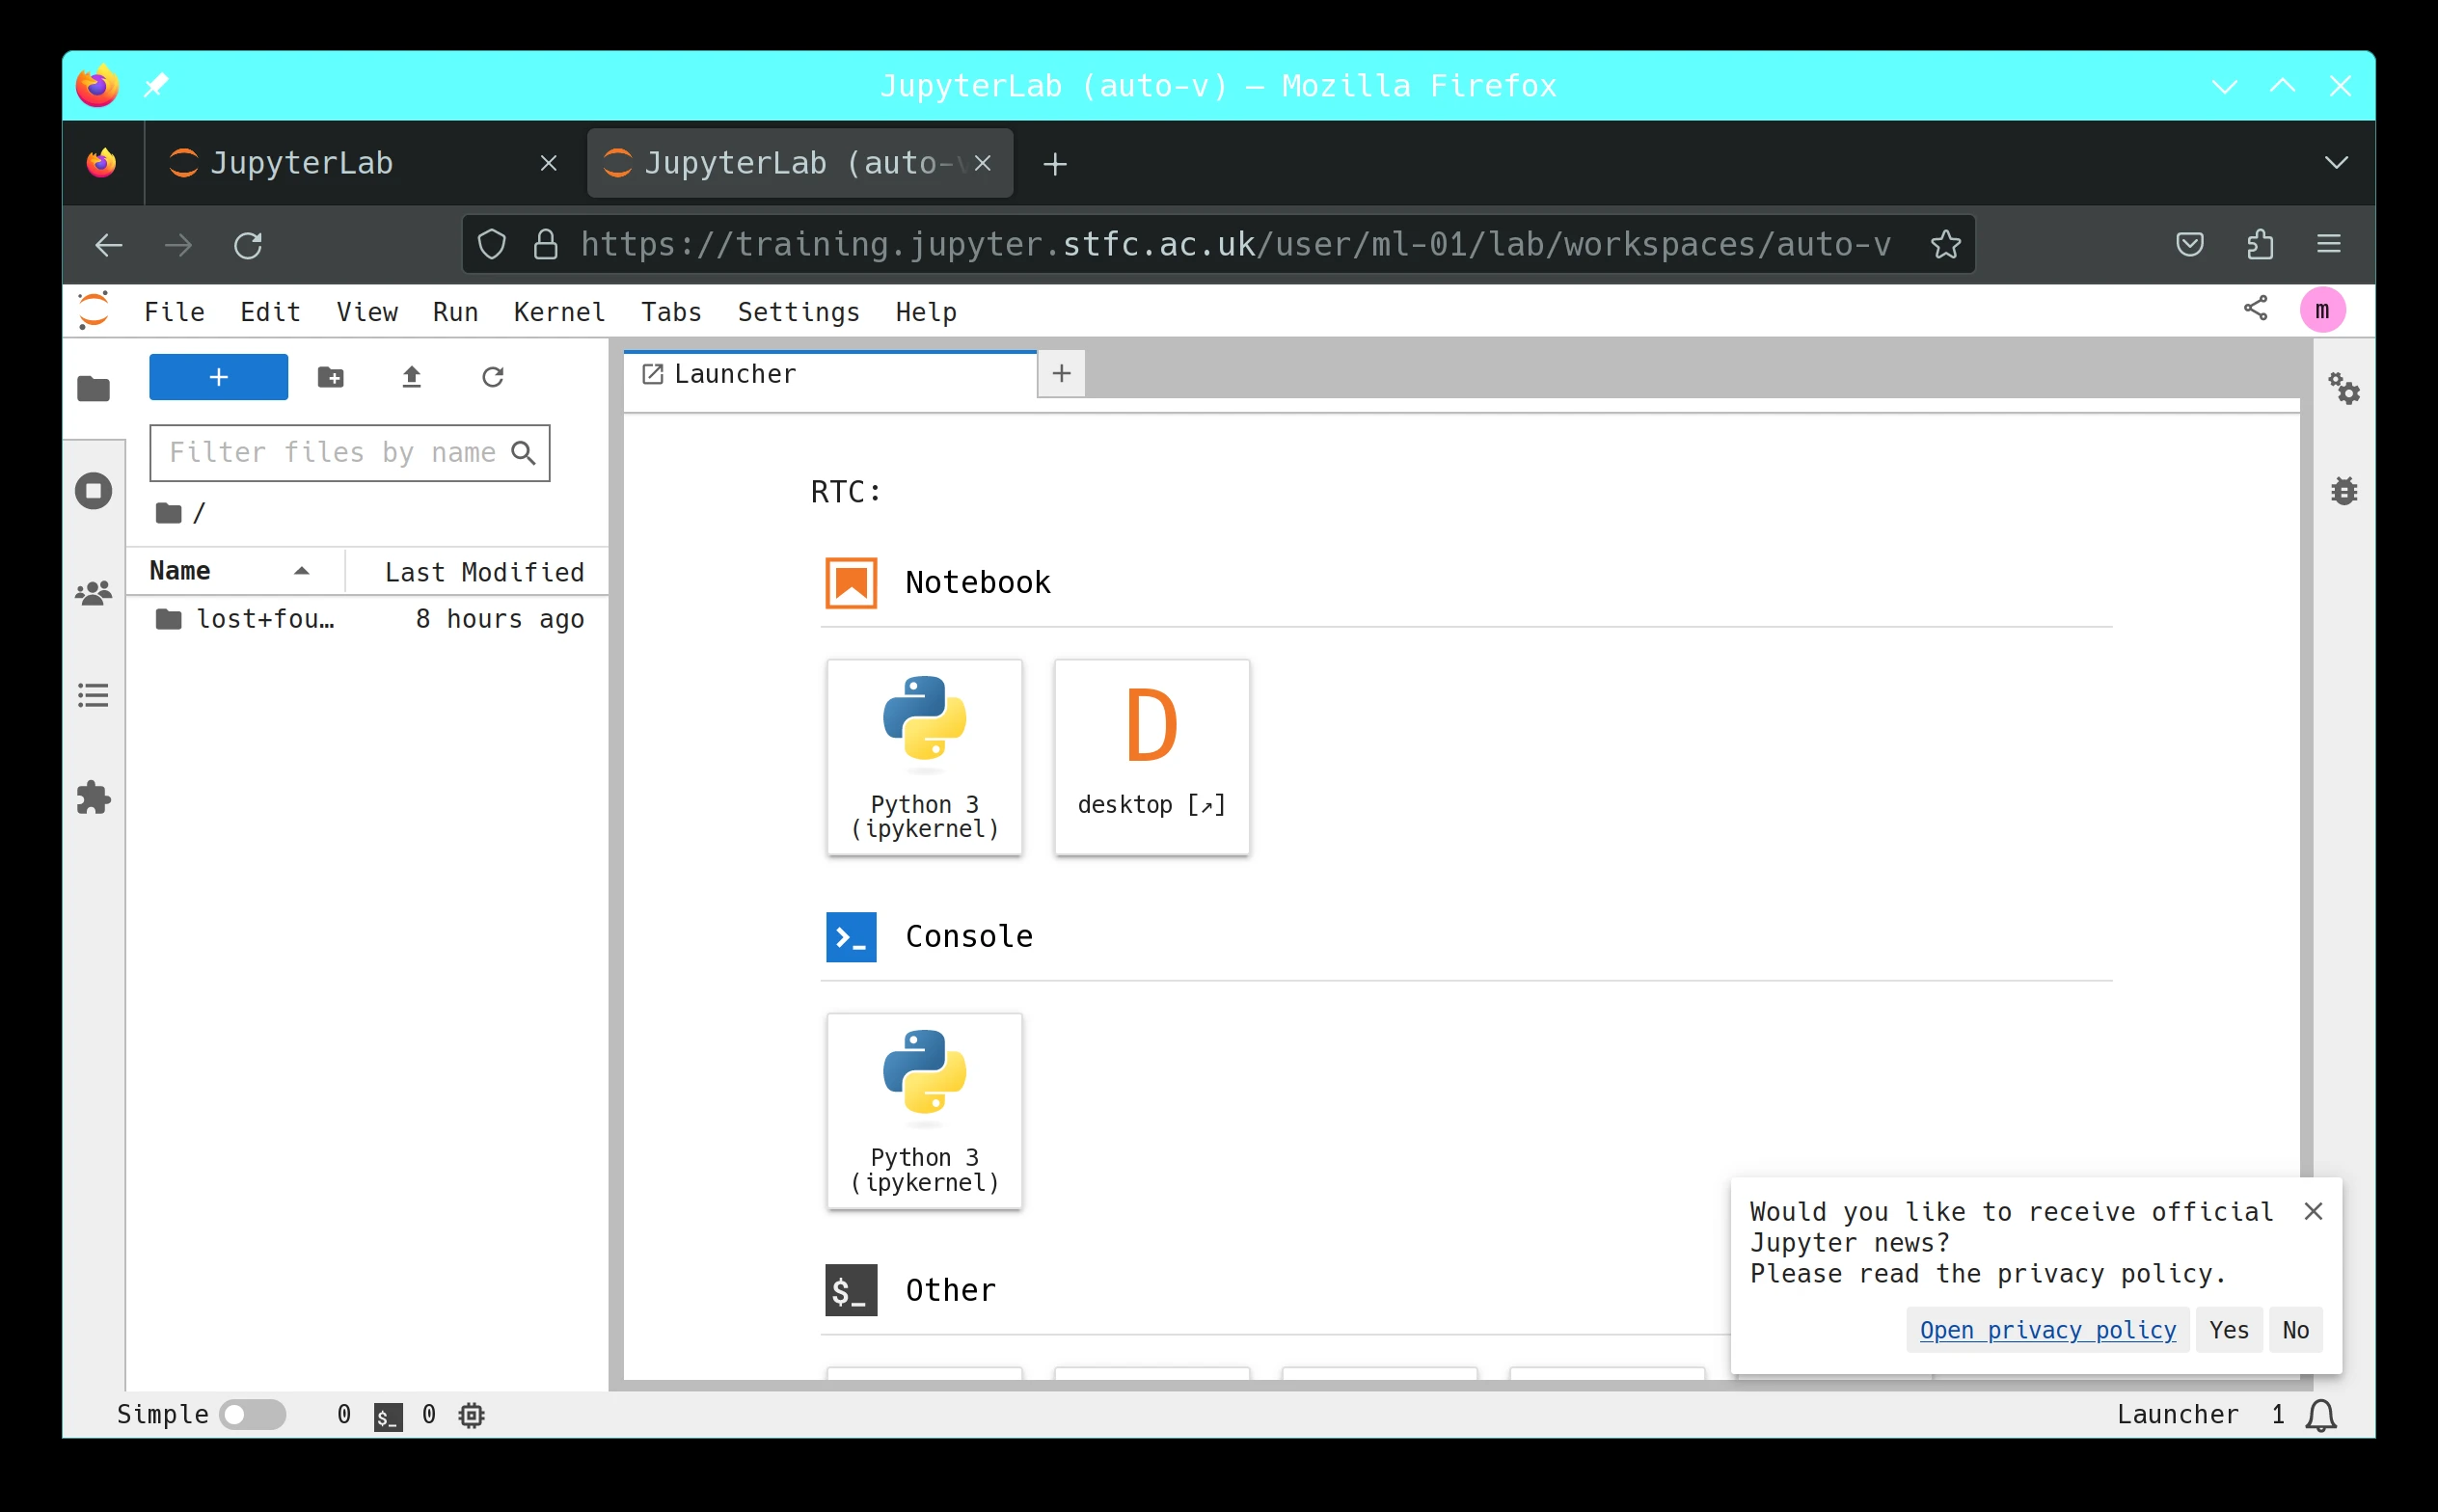 JupyterLab (auto-v) — Mozilla Firefox
JupyterLab
JupyterLab (auto-v
https://training.jupyter.stfc.ac.uk/user/ml-01/lab/workspaces/auto-v
File Edit View Run Kernel Tabs Settings Help
m
Launcher
Filter files by name
/
Name Last Modified
lost+fou… 8 hours ago
RTC:
Notebook
Python 3
(ipykernel)
D
desktop [↗]
Console
Python 3
(ipykernel)
$_ Other
Would you like to receive official
Jupyter news?
Please read the privacy policy.
Open privacy policy Yes No
Simple 0 $_ 0 Launcher 1